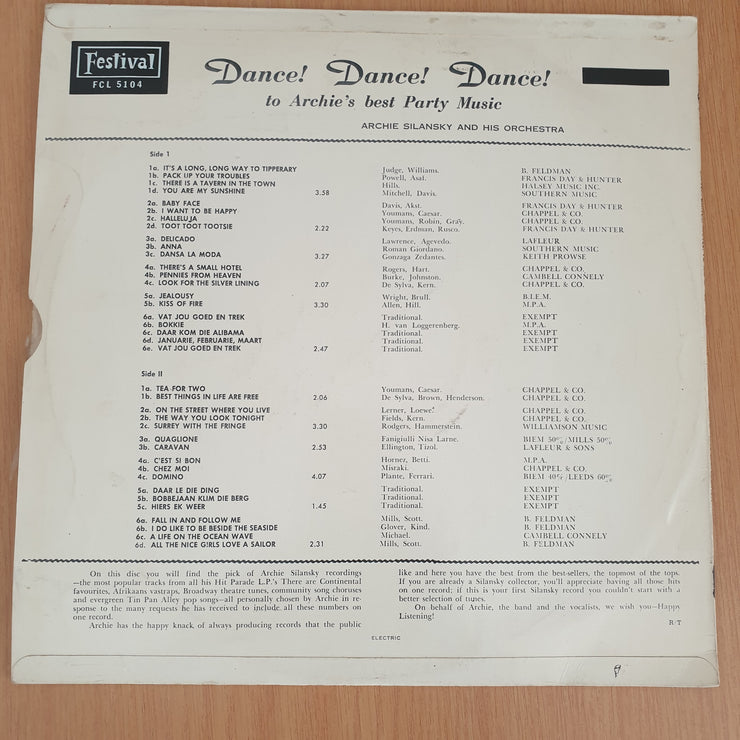 Festival
FCL 5104
Dance! Dance! Dance!
to Archie's best Party Music
ARCHIE SILANSKY AND HIS ORCHESTRA
Side 1
1a. IT'S A LONG, LONG WAY TO TIPPERARY Judge, Williams. B. FELDMAN
1b. PACK UP YOUR TROUBLES Powell, Asaf. FRANCIS DAY & HUNTER
1c. THERE IS A TAVERN IN THE TOWN Hills. HALSEY MUSIC INC.
1d. YOU ARE MY SUNSHINE 3.58 Mitchell, Davis. SOUTHERN MUSIC
2a. BABY FACE Davis, Akst. FRANCIS DAY & HUNTER
2b. I WANT TO BE HAPPY Youmans, Caesar. CHAPPEL & CO.
2c. HALLELUJA Youmans, Robin, Gray. CHAPPEL & CO.
2d. TOOT TOOT TOOTSIE 2.22 Keyes, Erdman, Rusco. FRANCIS DAY & HUNTER
3a. DELICADO Lawrence, Agevedo. LAFLEUR
3b. ANNA Roman Giordano. SOUTHERN MUSIC
3c. DANSA LA MODA 3.27 Gonzaga Zedantes. KEITH PROWSE
4a. THERE'S A SMALL HOTEL Rogers, Hart. CHAPPEL & CO.
4b. PENNIES FROM HEAVEN Burke, Johnston. CAMBELL CONNELY
4c. LOOK FOR THE SILVER LINING 2.07 De Sylva, Kern. CHAPPEL & CO.
5a. JEALOUSY Wright, Brull. B.I.E.M.
5b. KISS OF FIRE 3.30 Allen, Hill. M.P.A.
6a. VAT JOU GOED EN TREK Traditional. EXEMPT
6b. BOKKIE H. van Loggerenberg. M.P.A.
6c. DAAR KOM DIE ALIBAMA Traditional. EXEMPT
6d. JANUARIE, FEBRUARIE, MAART Traditional. EXEMPT
6e. VAT JOU GOED EN TREK 2.47 Traditional. EXEMPT
Side II
1a. TEA FOR TWO Youmans, Caesar. CHAPPEL & CO.
1b. BEST THINGS IN LIFE ARE FREE 2.06 De Sylva, Brown, Henderson. CHAPPEL & CO.
2a. ON THE STREET WHERE YOU LIVE Lerner, Loewe. CHAPPEL & CO.
2b. THE WAY YOU LOOK TONIGHT Fields, Kern. CHAPPEL & CO.
2c. SURREY WITH THE FRINGE 3.30 Rodgers, Hammerstein. WILLIAMSON MUSIC
3a. QUAGLIONE Fanigiulli Nisa Larne. BIEM 50% /MILLS 50%
3b. CARAVAN 2.53 Ellington, Tizol. LAFLEUR & SONS
4a. C'EST SI BON Hornez, Betti. M.P.A.
4b. CHEZ MOI Misraki. CHAPPEL & CO.
4c. DOMINO 4.07 Plante, Ferrari. BIEM 40% /LEEDS 60%
5a. DAAR LE DIE DING Traditional. EXEMPT
5b. BOBBEJAAN KLIM DIE BERG Traditional. EXEMPT
5c. HIERS EK WEER 1.45 Traditional. EXEMPT
6a. FALL IN AND FOLLOW ME Mills, Scott. B. FELDMAN
6b. I DO LIKE TO BE BESIDE THE SEASIDE Glover, Kind. B. FELDMAN
6c. A LIFE ON THE OCEAN WAVE Michael. CAMBELL CONNELLY
6d. ALL THE NICE GIRLS LOVE A SAILOR 2.31 Mills, Scott. B. FELDMAN
On this disc you will find the pick of Archie Silansky recordings
—the most popular tracks from all his Hit Parade L.P.'s There are Continental
favourites, Afrikaans vastraps, Broadway theatre tunes, community song choruses
and evergreen Tin Pan Alley pop songs—all personally chosen by Archie in re-
sponse to the many requests he has received to include all these numbers on
one record.
Archie has the happy knack of always producing records that the public
like and here you have the best from the best-sellers, the topmost of the tops.
If you are already a Silansky collector, you'll appreciate having all those hits
on one record; if this is your first Silansky record you couldn't start with a
better selection of tunes.
On behalf of Archie, the band and the vocalists, we wish you—Happy
Listening!
R/T
ELECTRIC